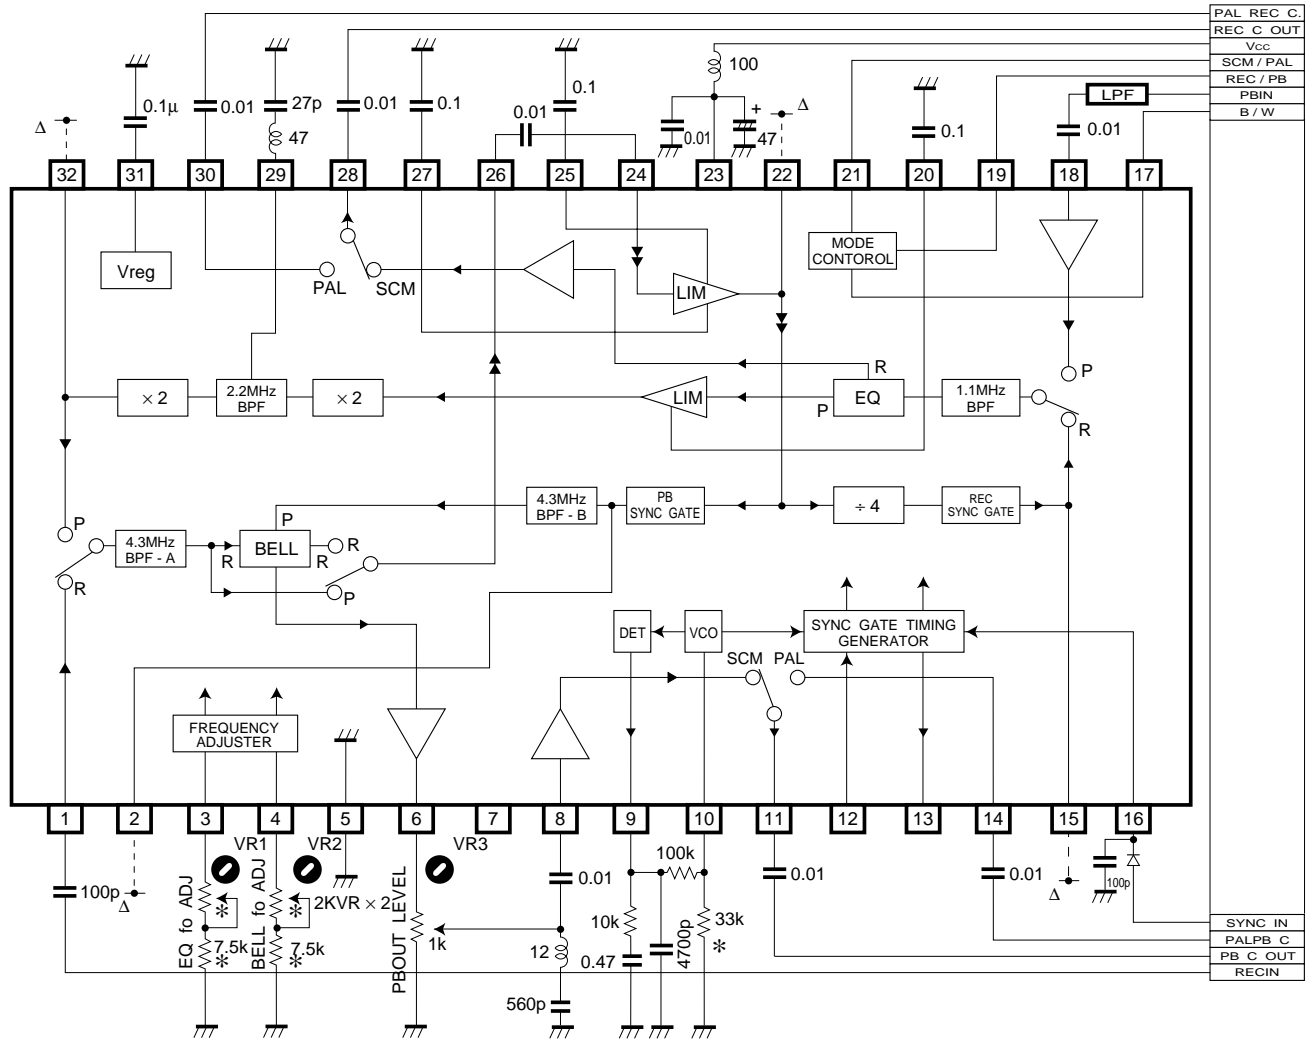 PAL REC C.
REC C OUT
Vcc
SCM / PAL
REC / PB
PBIN
B / W
100
LPF
0.1µ
0.01
27p
0.01
0.1
0.01
0.1
0.01
+
47
Δ
0.1
0.01
Δ
47
32
31
30
29
28
27
26
25
24
23
22
21
20
19
18
17
Vreg
PAL
SCM
LIM
MODE
CONTOROL
× 2
2.2MHz
BPF
× 2
LIM
R
P
EQ
1.1MHz
BPF
P
R
P
R
4.3MHz
BPF - A
R
P
BELL
R
R
P
4.3MHz
BPF - B
PB
SYNC GATE
÷ 4
REC
SYNC GATE
DET
VCO
SYNC GATE TIMING
GENERATOR
SCM
PAL
FREQUENCY
ADJUSTER
1
2
3
4
5
6
7
8
9
10
11
12
13
14
15
16
100p
Δ
VR1
VR2
VR3
EQ fo ADJ
*
7.5k
*
BELL fo ADJ
*
7.5k
*
2KVR × 2
PBOUT LEVEL
1k
0.01
12
560p
100k
10k
0.47
4700p
33k
*
0.01
0.01
Δ
100p
SYNC IN
PALPB C
PB C OUT
RECIN